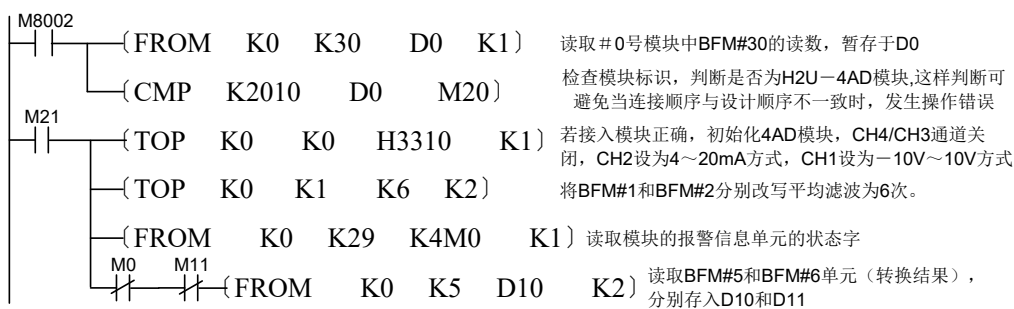 M8002
FROM K0 K30 D0 K1〕 读取＃0号模块中BFM#30的读数，暂存于D0
CMP K2010 D0 M20〕 检查模块标识，判断是否为H2U－4AD模块,这样判断可
避免当连接顺序与设计顺序不一致时，发生操作错误
M21
TOP K0 K0 H3310 K1〕 若接入模块正确，初始化4AD模块，CH4/CH3通道关
闭，CH2设为4～20mA方式，CH1设为－10V～10V方式
TOP K0 K1 K6 K2〕 将BFM#1和BFM#2分别改写平均滤波为6次。
FROM K0 K29 K4M0 K1〕 读取模块的报警信息单元的状态字
M0 M11
FROM K0 K5 D10 K2〕 读取BFM#5和BFM#6单元（转换结果），
分别存入D10和D11